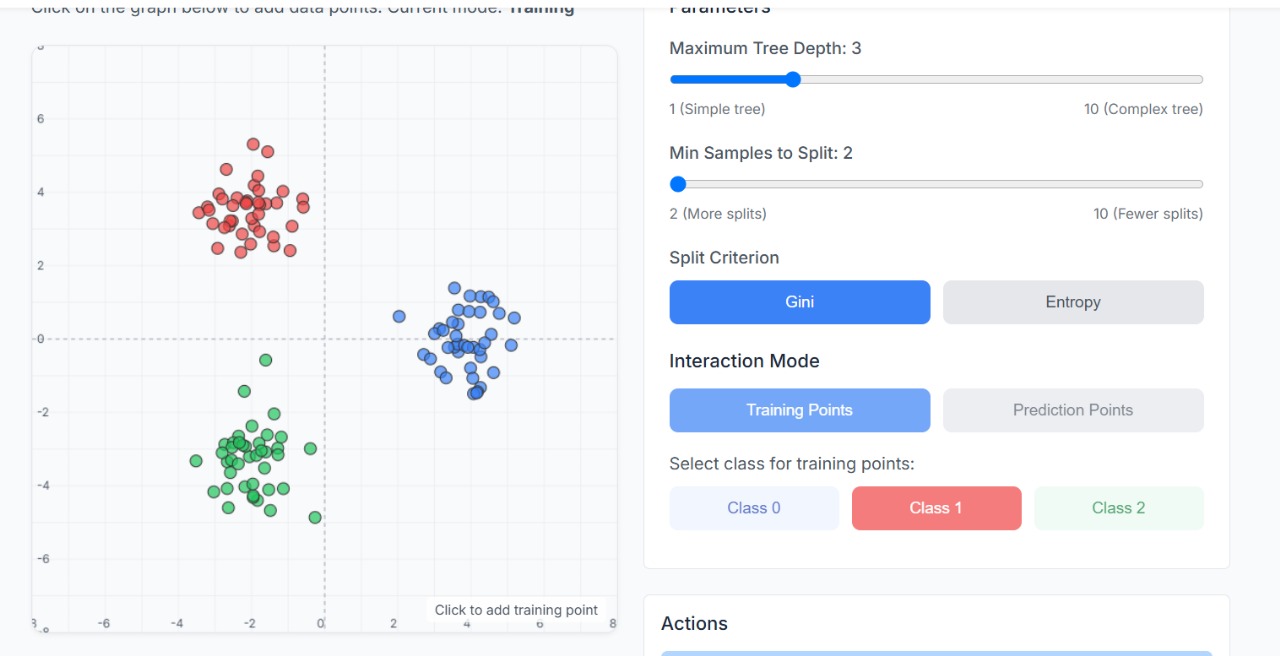 Click on the graph below to add data points. Current mode: Training
8
6
4
2
0
-2
-4
-6
-8
8
-6
-4
-2
0
2
4
6
8
Click to add training point
Parameters
Maximum Tree Depth: 3
1 (Simple tree)
10 (Complex tree)
Min Samples to Split: 2
2 (More splits)
10 (Fewer splits)
Split Criterion
Gini
Entropy
Interaction Mode
Training Points
Prediction Points
Select class for training points:
Class 0
Class 1
Class 2
Actions